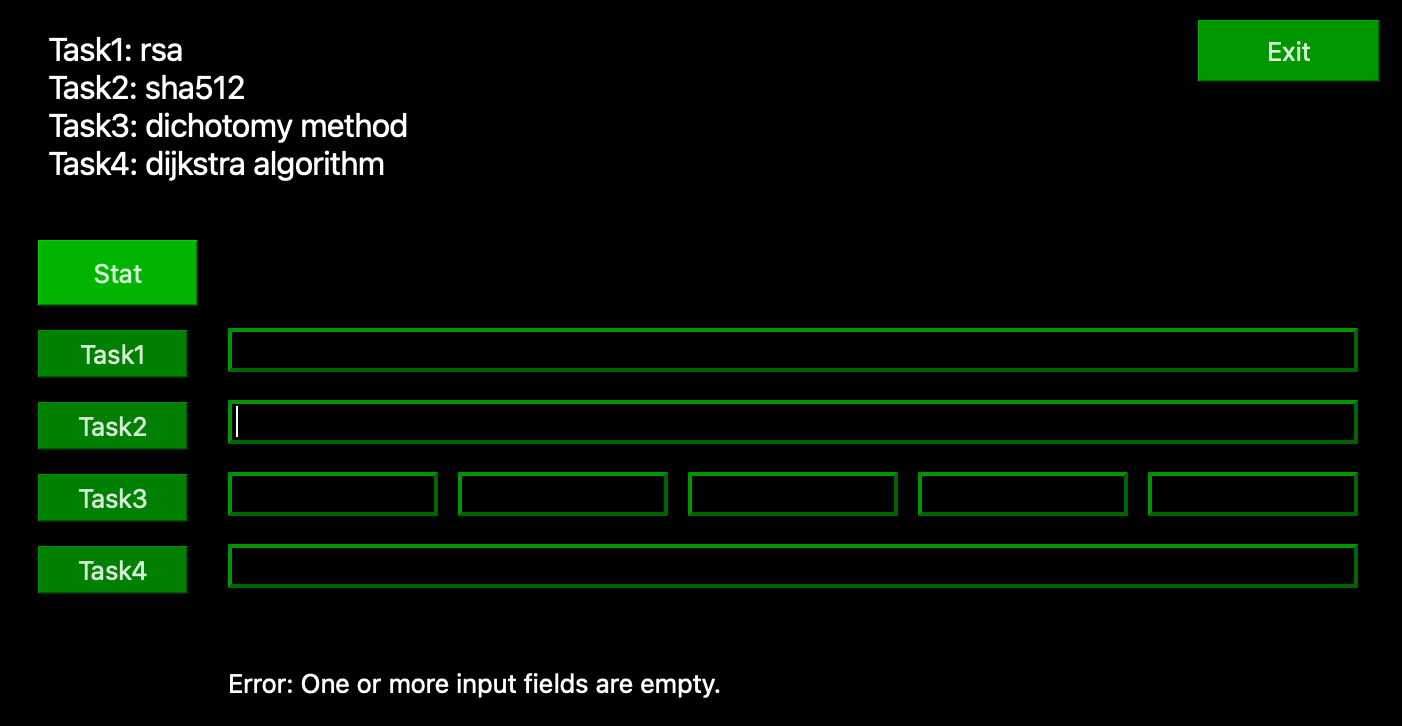 Task1: rsa
Task2: sha512
Task3: dichotomy method
Task4: dijkstra algorithm
Exit
Stat
Task1
Task2
Task3
Task4
Error: One or more input fields are empty.